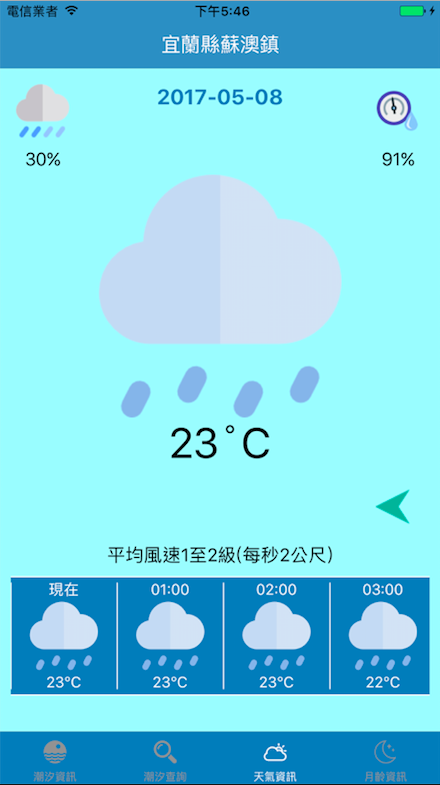 電信業者 下午5:46
宜蘭縣蘇澳鎮
2017-05-08
30% 91%
23°C
平均風速1至2級(每秒2公尺)
現在 01:00 02:00 03:00
23°C 23°C 23°C 22°C
潮汐資訊 潮汐查詢 天氣資訊 月齡資訊